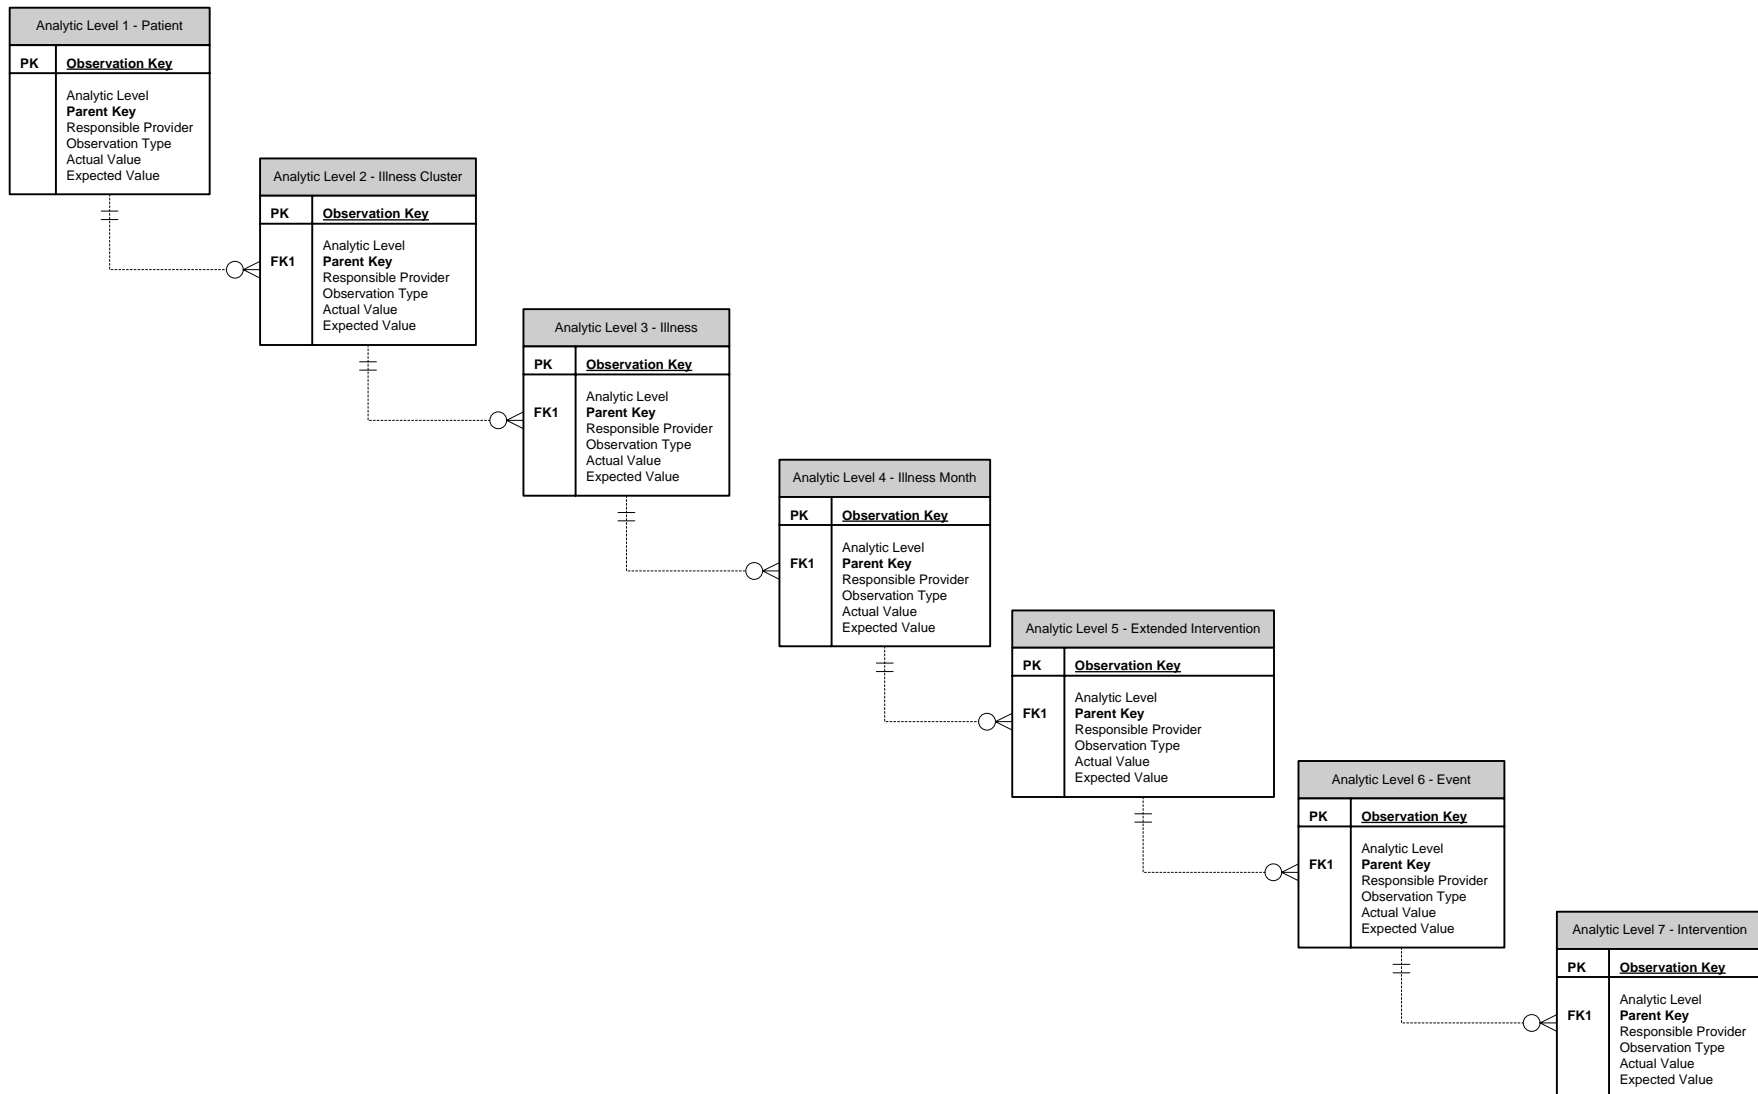 Analytic Level 1 - Patient
PK Observation Key
Analytic Level
Parent Key
Responsible Provider
Observation Type
Actual Value
Expected Value
Analytic Level 2 - Illness Cluster
PK Observation Key
Analytic Level
FK1 Parent Key
Responsible Provider
Observation Type
Actual Value
Expected Value
Analytic Level 3 - Illness
PK Observation Key
Analytic Level
FK1 Parent Key
Responsible Provider
Observation Type
Actual Value
Expected Value
Analytic Level 4 - Illness Month
PK Observation Key
Analytic Level
FK1 Parent Key
Responsible Provider
Observation Type
Actual Value
Expected Value
Analytic Level 5 - Extended Intervention
PK Observation Key
Analytic Level
FK1 Parent Key
Responsible Provider
Observation Type
Actual Value
Expected Value
Analytic Level 6 - Event
PK Observation Key
Analytic Level
FK1 Parent Key
Responsible Provider
Observation Type
Actual Value
Expected Value
Analytic Level 7 - Intervention
PK Observation Key
Analytic Level
FK1 Parent Key
Responsible Provider
Observation Type
Actual Value
Expected Value